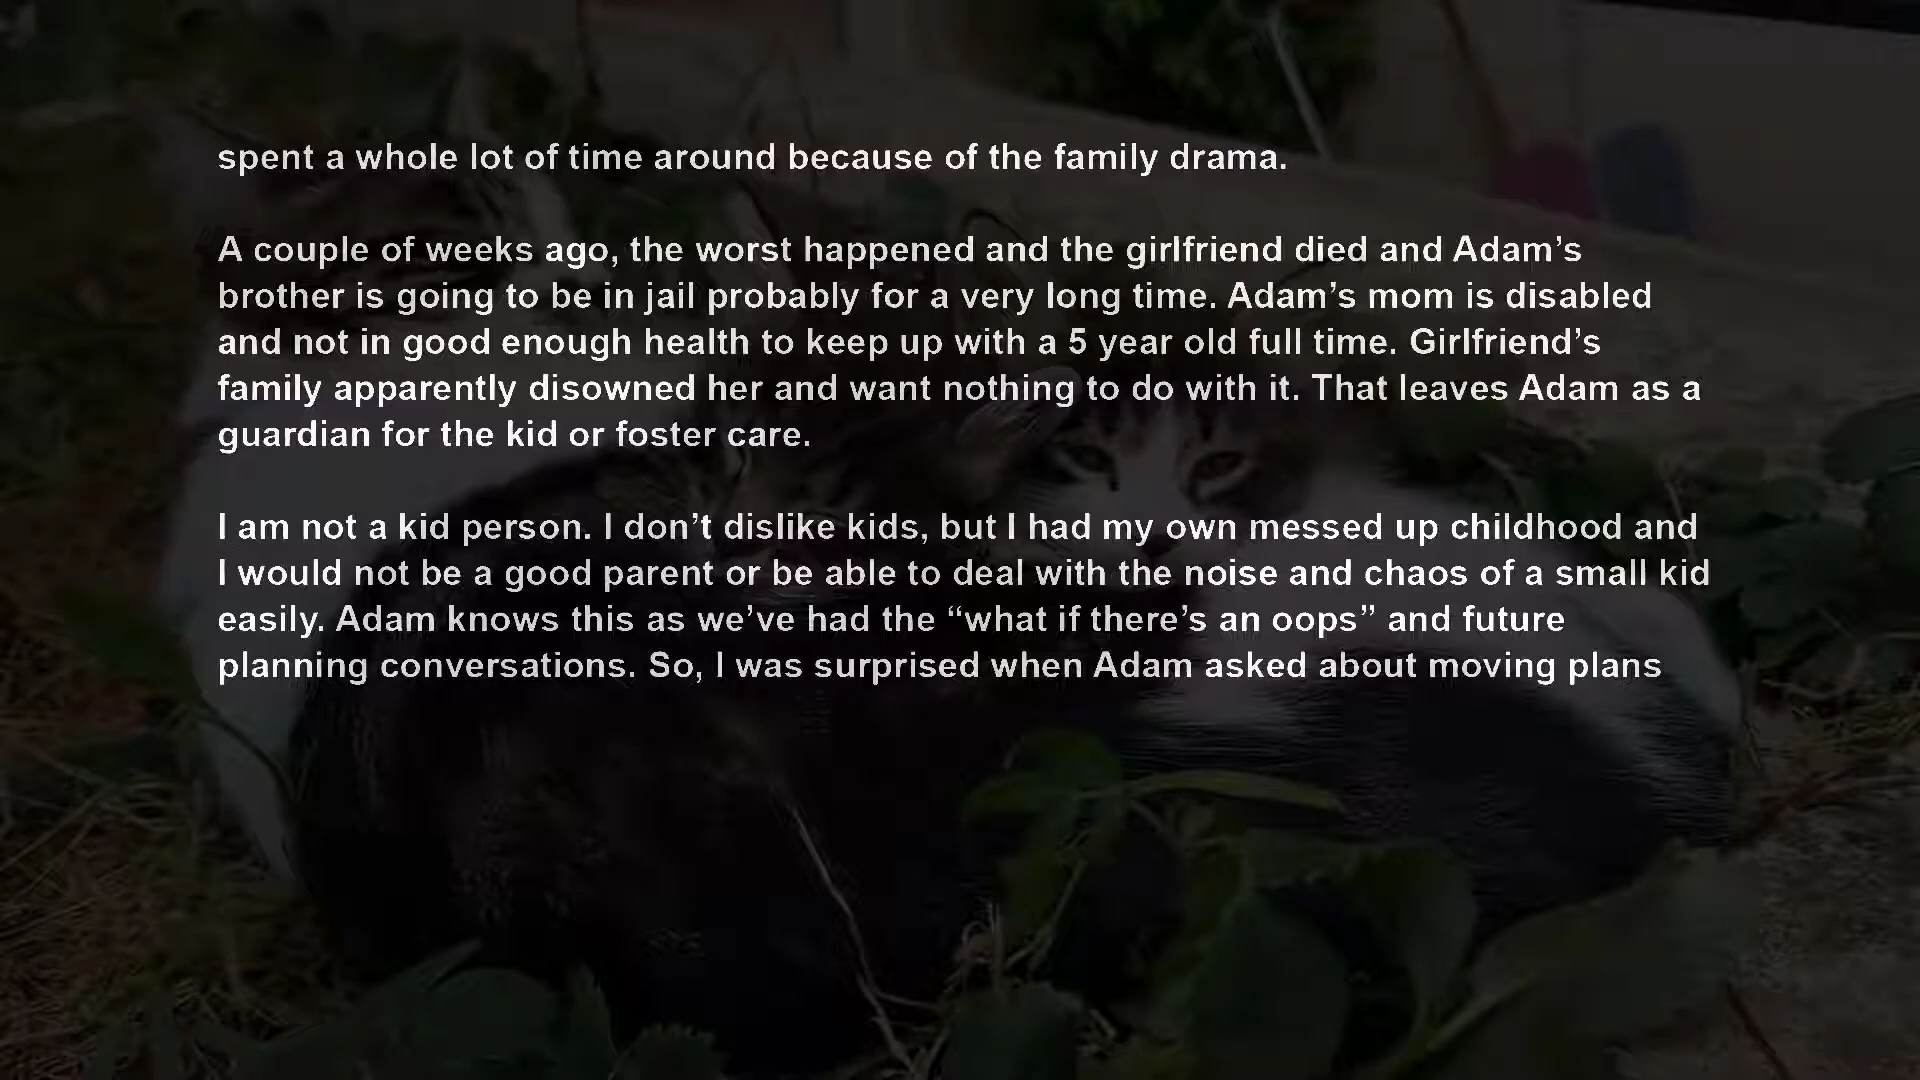 spent a whole lot of time around because of the family drama.
A couple of weeks ago, the worst happened and the girlfriend died and Adam’s
brother is going to be in jail probably for a very long time. Adam’s mom is disabled
and not in good enough health to keep up with a 5 year old full time. Girlfriend’s
family apparently disowned her and want nothing to do with it. That leaves Adam as a
guardian for the kid or foster care.
I am not a kid person. I don’t dislike kids, but I had my own messed up childhood and
I would not be a good parent or be able to deal with the noise and chaos of a small kid
easily. Adam knows this as we’ve had the “what if there’s an oops” and future
planning conversations. So, I was surprised when Adam asked about moving plans